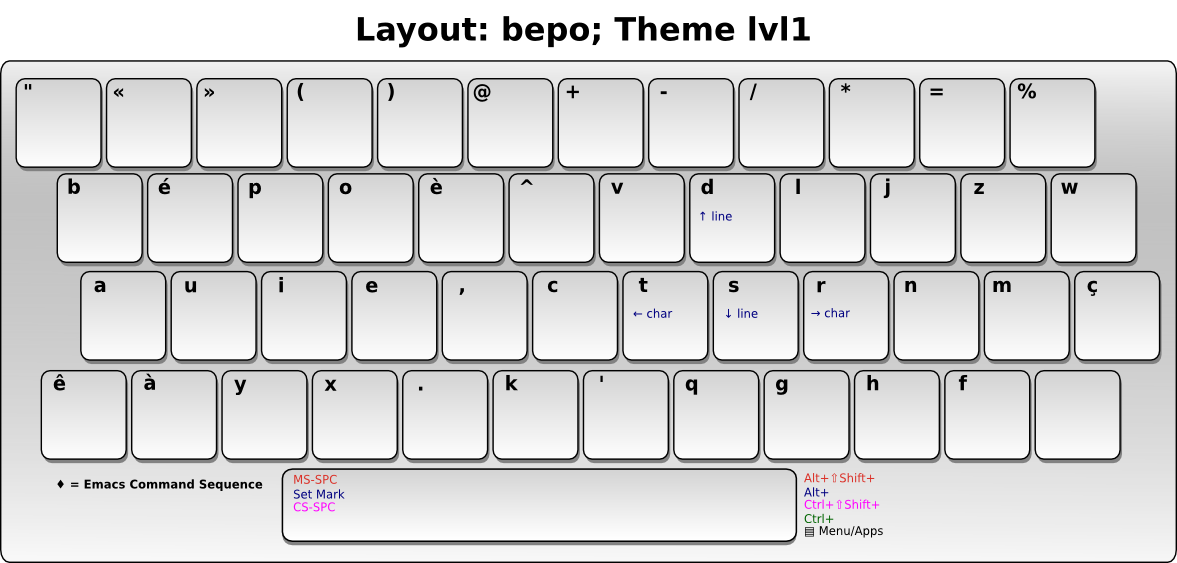 Layout: bepo; Theme lvl1
" « » ( ) @ + - / * = %
b é p o è ^ v d l j z w
↑ line
a u i e , c t s r n m ç
← char ↓ line → char
ê à y x . k ' q g h f
♦ = Emacs Command Sequence
MS-SPC
Set Mark
CS-SPC
Alt+⇧Shift+
Alt+
Ctrl+⇧Shift+
Ctrl+
▤ Menu/Apps